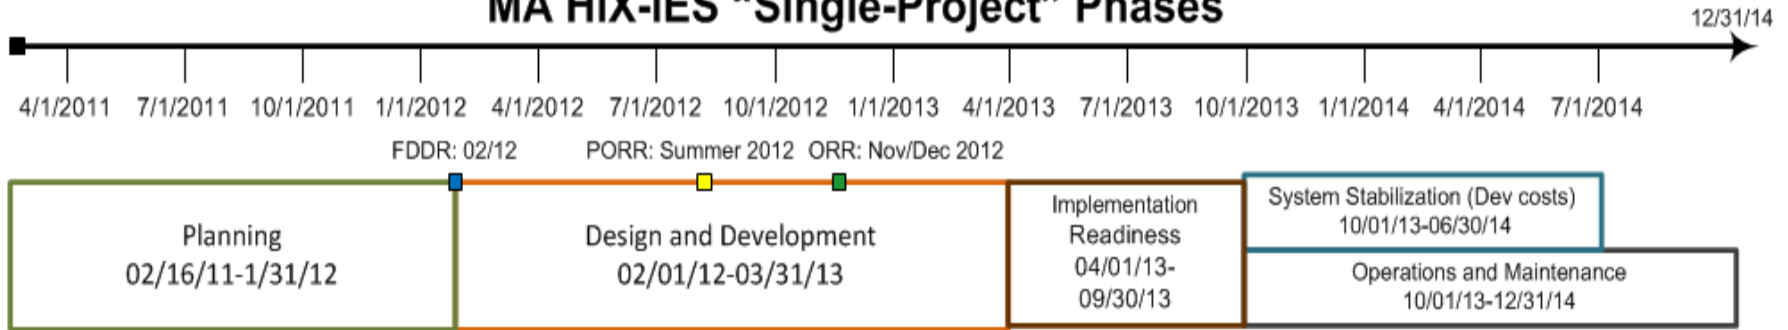 MA HIX-IES "Single-Project" Phases
12/31/14
4/1/2011 7/1/2011 10/1/2011 1/1/2012 4/1/2012 7/1/2012 10/1/2012 1/1/2013 4/1/2013 7/1/2013 10/1/2013 1/1/2014 4/1/2014 7/1/2014
FDDR: 02/12 PORR: Summer 2012 ORR: Nov/Dec 2012
Planning
02/16/11-1/31/12
Design and Development
02/01/12-03/31/13
Implementation
Readiness
04/01/13-
09/30/13
System Stabilization (Dev costs)
10/01/13-06/30/14
Operations and Maintenance
10/01/13-12/31/14